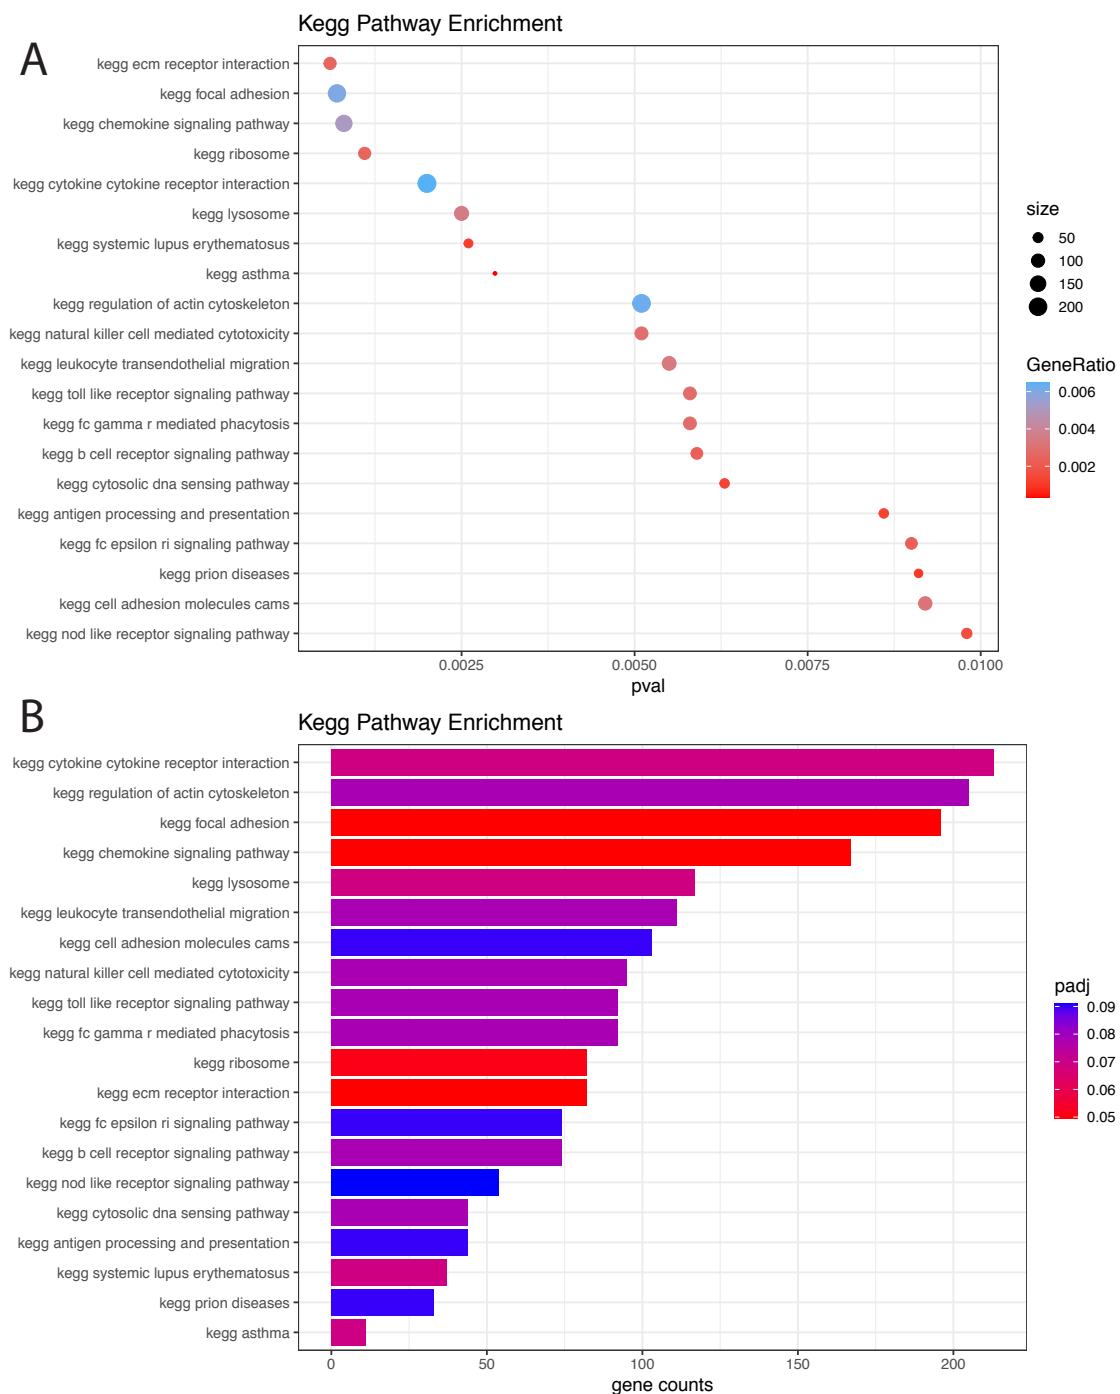 Kegg Pathway Enrichment
A
kegg ecm receptor interaction
kegg focal adhesion
kegg chemokine signaling pathway
kegg ribosome
kegg cytokine cytokine receptor interaction
kegg lysosome
kegg systemic lupus erythematosus
kegg asthma
kegg regulation of actin cytoskeleton
kegg natural killer cell mediated cytotoxicity
kegg leukocyte transendothelial migration
kegg toll like receptor signaling pathway
kegg fc gamma r mediated phacytosis
kegg b cell receptor signaling pathway
kegg cytosolic dna sensing pathway
kegg antigen processing and presentation
kegg fc epsilon ri signaling pathway
kegg prion diseases
kegg cell adhesion molecules cams
kegg nod like receptor signaling pathway
0.0025 0.0050 0.0075 0.0100
pval
size
50
100
150
200
GeneRatio
0.006
0.004
0.002
B
Kegg Pathway Enrichment
kegg cytokine cytokine receptor interaction
kegg regulation of actin cytoskeleton
kegg focal adhesion
kegg chemokine signaling pathway
kegg lysosome
kegg leukocyte transendothelial migration
kegg cell adhesion molecules cams
kegg natural killer cell mediated cytotoxicity
kegg toll like receptor signaling pathway
kegg fc gamma r mediated phacytosis
kegg ribosome
kegg ecm receptor interaction
kegg fc epsilon ri signaling pathway
kegg b cell receptor signaling pathway
kegg nod like receptor signaling pathway
kegg cytosolic dna sensing pathway
kegg antigen processing and presentation
kegg systemic lupus erythematosus
kegg prion diseases
kegg asthma
0 50 100 150 200
gene counts
padj
0.09
0.08
0.07
0.06
0.05